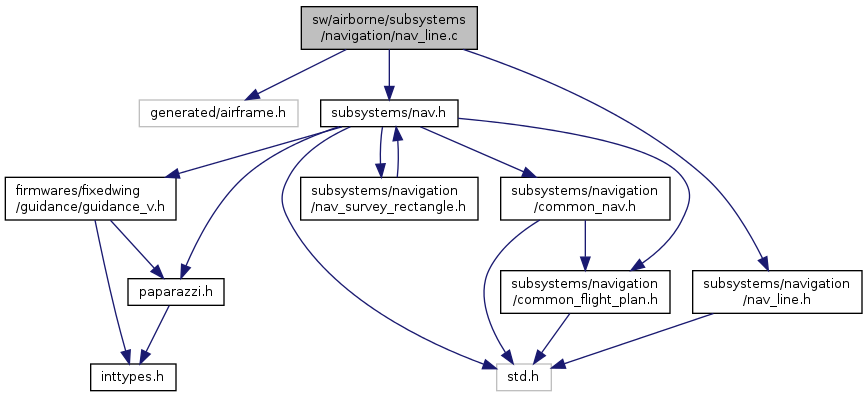 sw/airborne/subsystems
/navigation/nav_line.c
generated/airframe.h
subsystems/nav.h
firmwares/fixedwing
/guidance/guidance_v.h
subsystems/navigation
/nav_survey_rectangle.h
subsystems/navigation
/common_nav.h
paparazzi.h
subsystems/navigation
/common_flight_plan.h
subsystems/navigation
/nav_line.h
inttypes.h
std.h